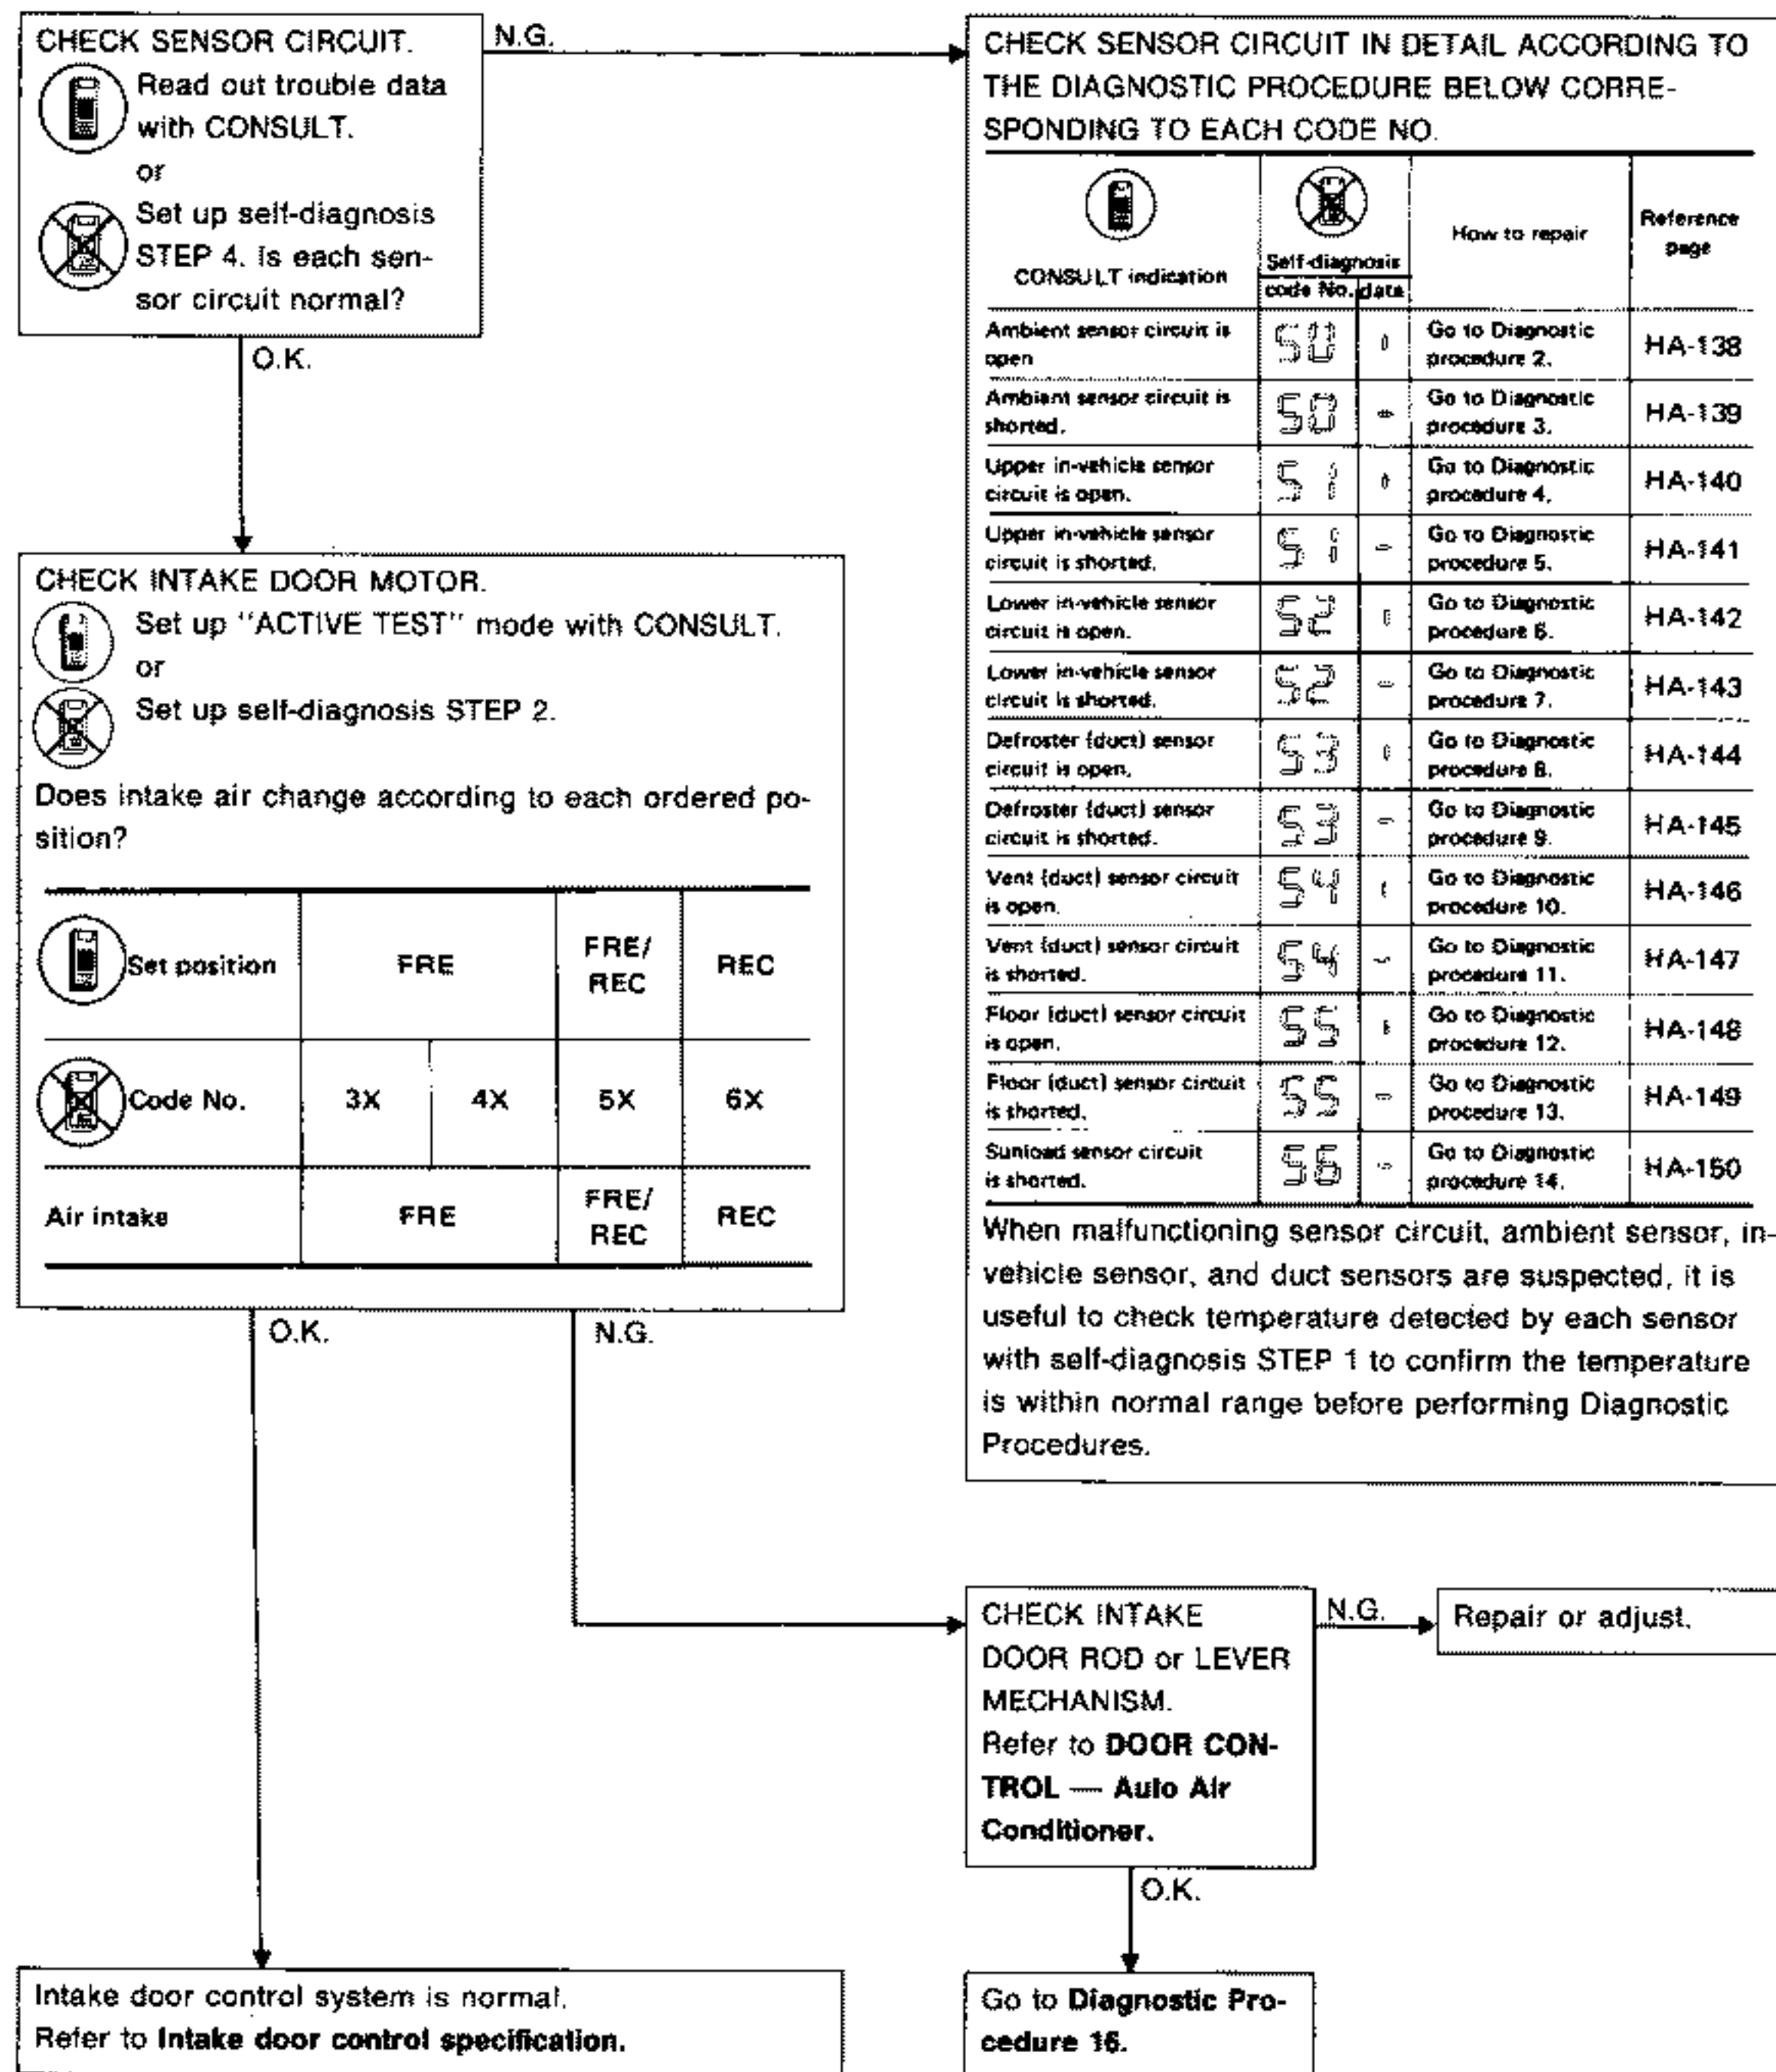 CHECK SENSOR CIRCUIT.
Read out trouble data
with CONSULT.
or
Set up self-diagnosis
STEP 4. Is each sen-
sor circuit normal?
N.G.
O.K.
CHECK SENSOR CIRCUIT IN DETAIL ACCORDING TO
THE DIAGNOSTIC PROCEDURE BELOW CORRE-
SPONDING TO EACH CODE NO.
CONSULT indication
Self-diagnosis
code No. data
How to repair
Reference
page
Ambient sensor circuit is
open
50
Go to Diagnostic
procedure 2.
HA-138
Ambient sensor circuit is
shorted.
50 -
Go to Diagnostic
procedure 3.
HA-139
Upper in-vehicle sensor
circuit is open.
51
Go to Diagnostic
procedure 4.
HA-140
Upper in-vehicle sensor
circuit is shorted.
51 -
Go to Diagnostic
procedure 5.
HA-141
Lower in-vehicle sensor
circuit is open.
52
Go to Diagnostic
procedure 6.
HA-142
Lower in-vehicle sensor
circuit is shorted.
52 -
Go to Diagnostic
procedure 7.
HA-143
Defroster (duct) sensor
circuit is open.
53
Go to Diagnostic
procedure 8.
HA-144
Defroster (duct) sensor
circuit is shorted.
53 -
Go to Diagnostic
procedure 9.
HA-145
Vent (duct) sensor circuit
is open.
54
Go to Diagnostic
procedure 10.
HA-146
Vent (duct) sensor circuit
is shorted.
54 -
Go to Diagnostic
procedure 11.
HA-147
Floor (duct) sensor circuit
is open.
55
Go to Diagnostic
procedure 12.
HA-148
Floor (duct) sensor circuit
is shorted.
55 -
Go to Diagnostic
procedure 13.
HA-149
Sunload sensor circuit
is shorted.
56 -
Go to Diagnostic
procedure 14.
HA-150
When malfunctioning sensor circuit, ambient sensor, in-
vehicle sensor, and duct sensors are suspected, it is
useful to check temperature detected by each sensor
with self-diagnosis STEP 1 to confirm the temperature
is within normal range before performing Diagnostic
Procedures.
CHECK INTAKE DOOR MOTOR.
Set up "ACTIVE TEST" mode with CONSULT.
or
Set up self-diagnosis STEP 2.
Does intake air change according to each ordered po-
sition?
Set position FRE FRE/ REC
REC
Code No. 3X 4X 5X 6X
Air intake FRE FRE/ REC
REC
O.K.
N.G.
CHECK INTAKE
DOOR ROD or LEVER
MECHANISM.
Refer to DOOR CON-
TROL — Auto Air
Conditioner.
N.G.
Repair or adjust.
O.K.
Intake door control system is normal.
Refer to Intake door control specification.
Go to Diagnostic Pro-
cedure 16.